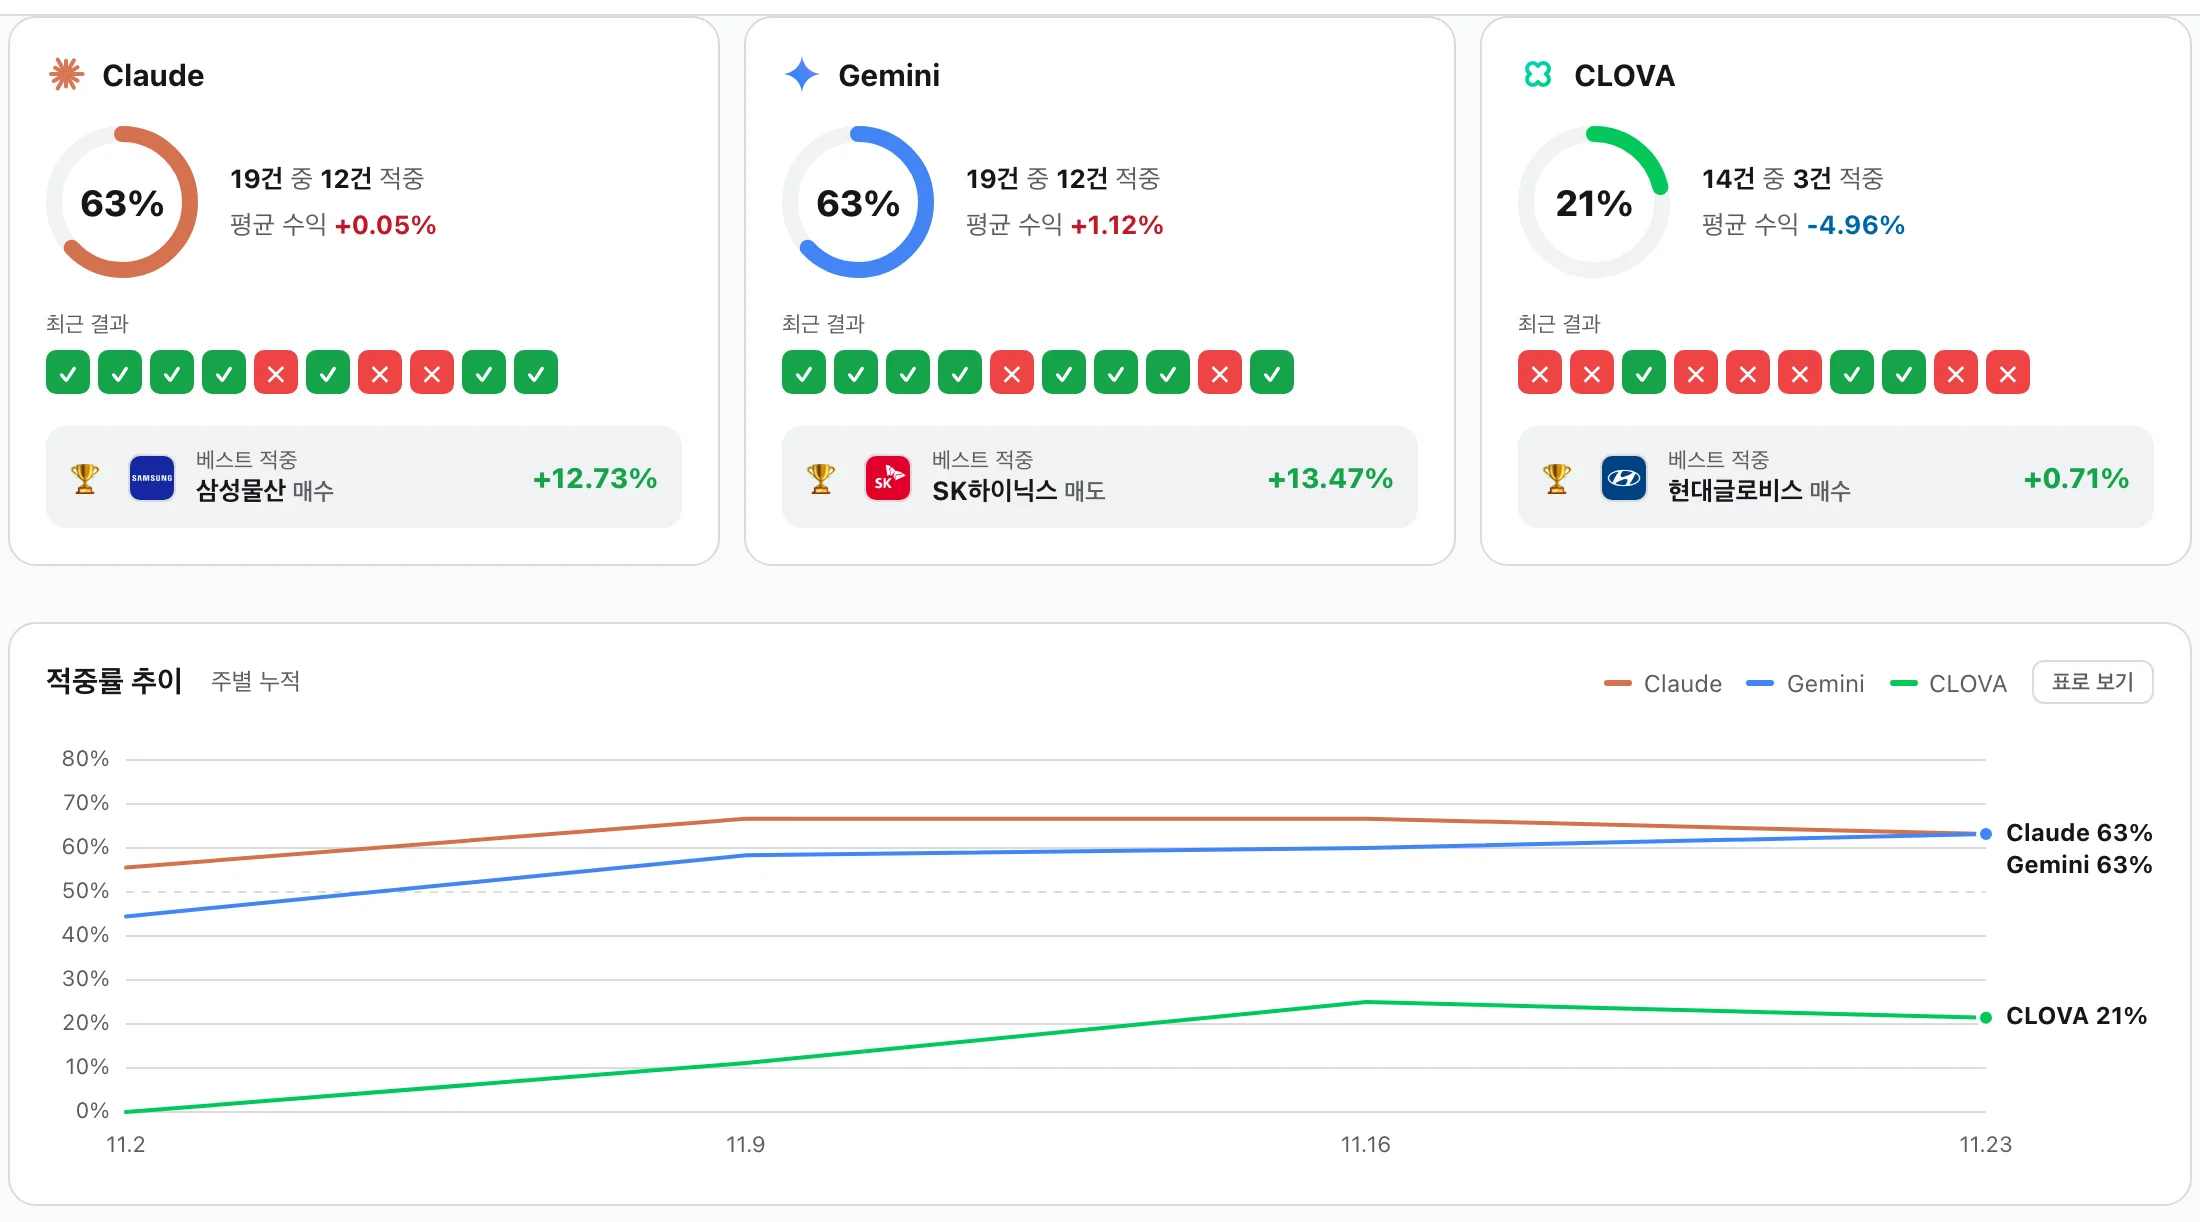 Claude
63%
19건 중 12건 적중
평균 수익 +0.05%
최근 결과
SAMSUNG
베스트 적중
삼성물산 매수
+12.73%
Gemini
63%
19건 중 12건 적중
평균 수익 +1.12%
최근 결과
SK
베스트 적중
SK하이닉스 매도
+13.47%
CLOVA
21%
14건 중 3건 적중
평균 수익 -4.96%
최근 결과
베스트 적중
현대글로비스 매수
+0.71%
적중률 추이 주별 누적
Claude Gemini CLOVA 표로 보기
80%
70%
60%
50%
40%
30%
20%
10%
0%
Claude 63%
Gemini 63%
CLOVA 21%
11.2 11.9 11.16 11.23